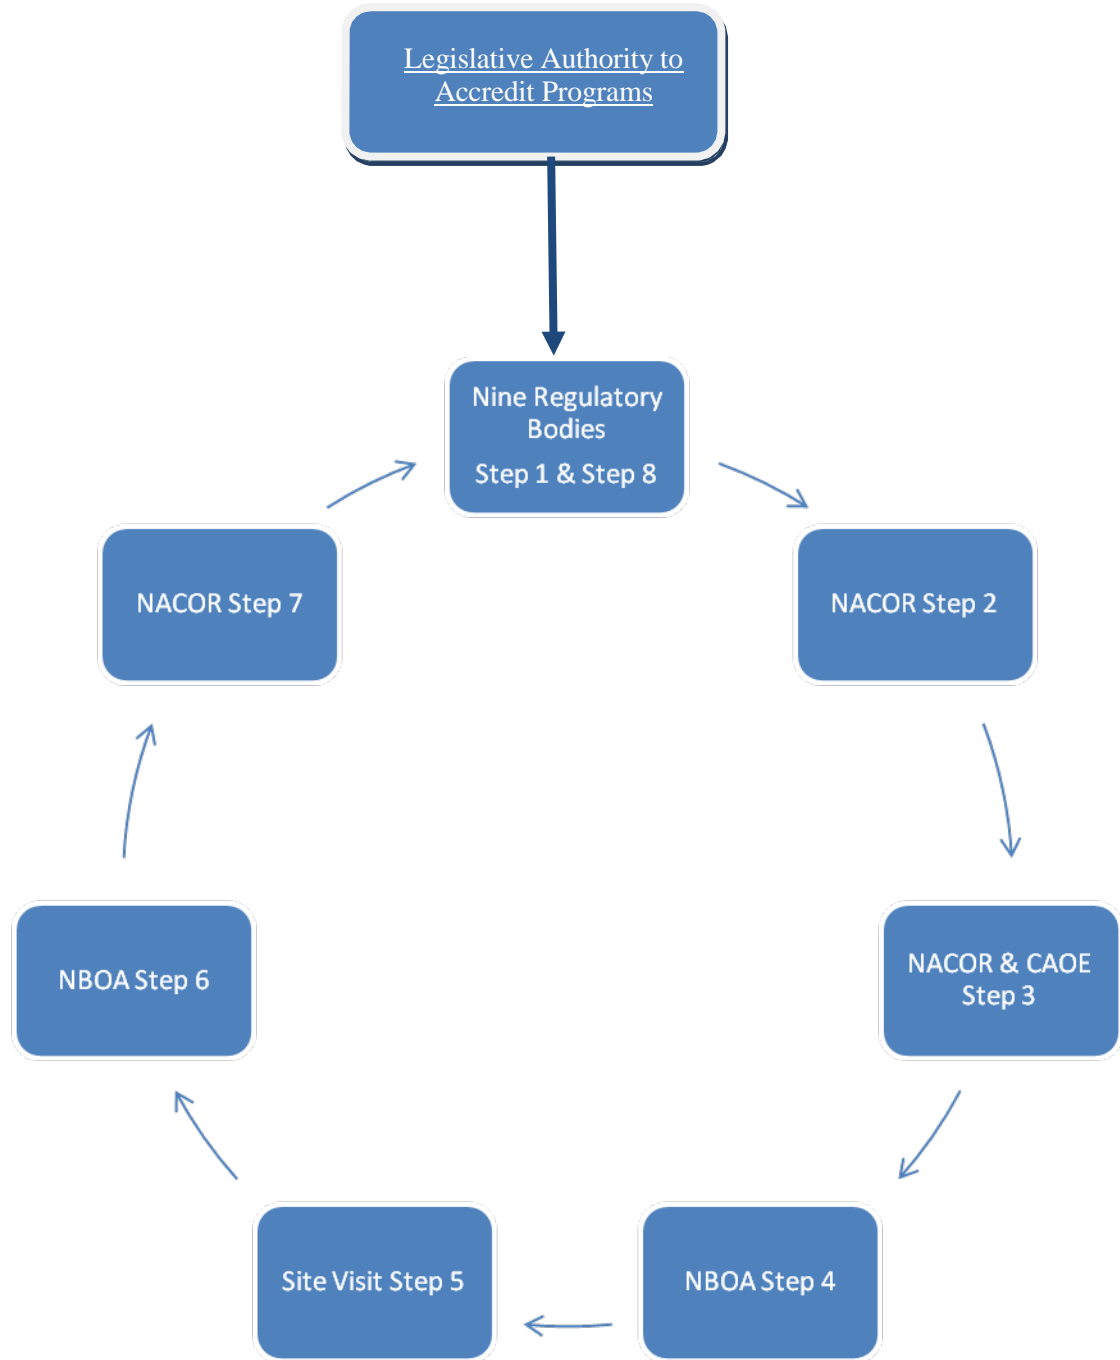 Legislative Authority to
Accredit Programs
Nine Regulatory
Bodies
Step 1 & Step 8
NACOR Step 2
NACOR & CAOE
Step 3
NBOA Step 4
Site Visit Step 5
NBOA Step 6
NACOR Step 7